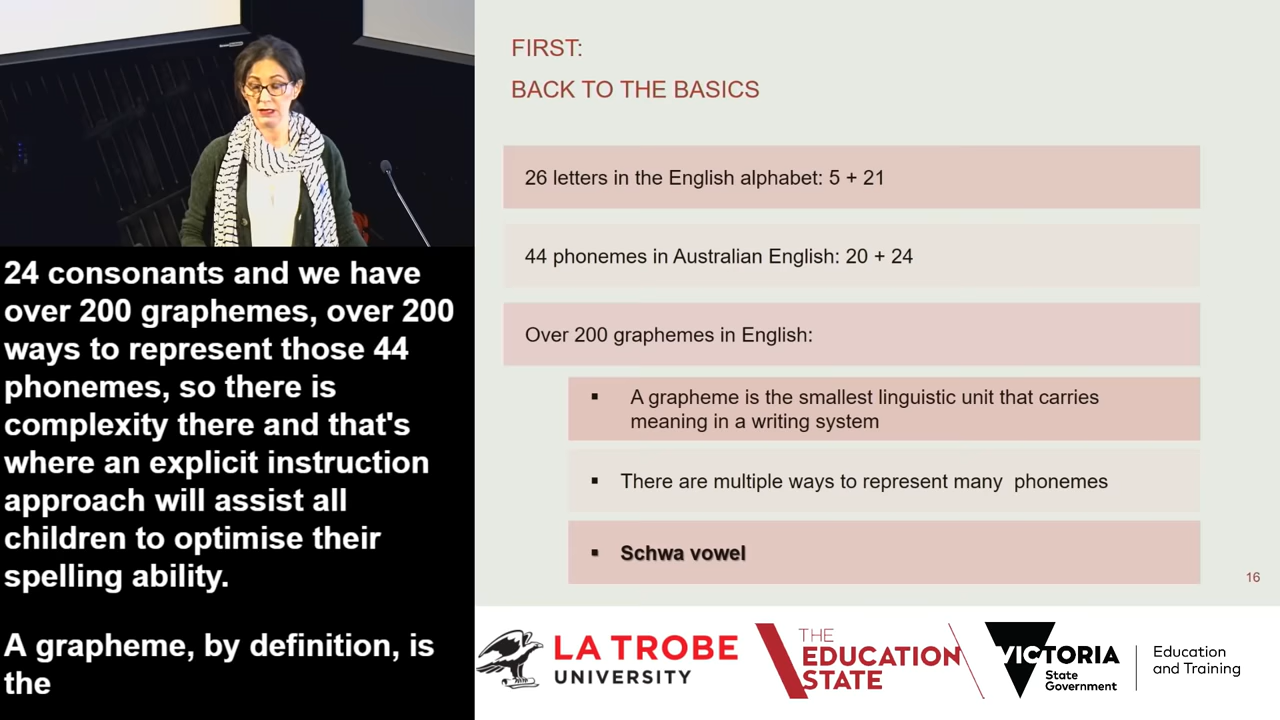 24 consonants and we have
over 200 graphemes, over 200
ways to represent those 44
phonemes, so there is
complexity there and that's
where an explicit instruction
approach will assist all
children to optimise their
spelling ability.
A grapheme, by definition, is
the
FIRST:
BACK TO THE BASICS
26 letters in the English alphabet: 5 + 21
44 phonemes in Australian English: 20 + 24
Over 200 graphemes in English:
▪ A grapheme is the smallest linguistic unit that carries
meaning in a writing system
▪ There are multiple ways to represent many phonemes
▪ Schwa vowel
16
LA TROBE
UNIVERSITY
THE
EDUCATION
STATE
VICTORIA
State
Government
Education
and Training